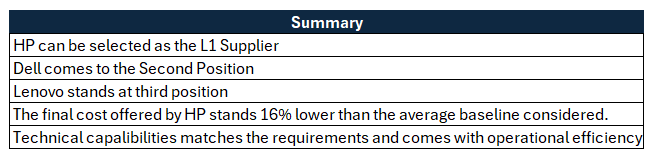 Summary
HP can be selected as the L1 Supplier
Dell comes to the Second Position
Lenovo stands at third position
The final cost offered by HP stands 16% lower than the average baseline considered.
Technical capalibilities matches the requirements and comes with operational efficiency